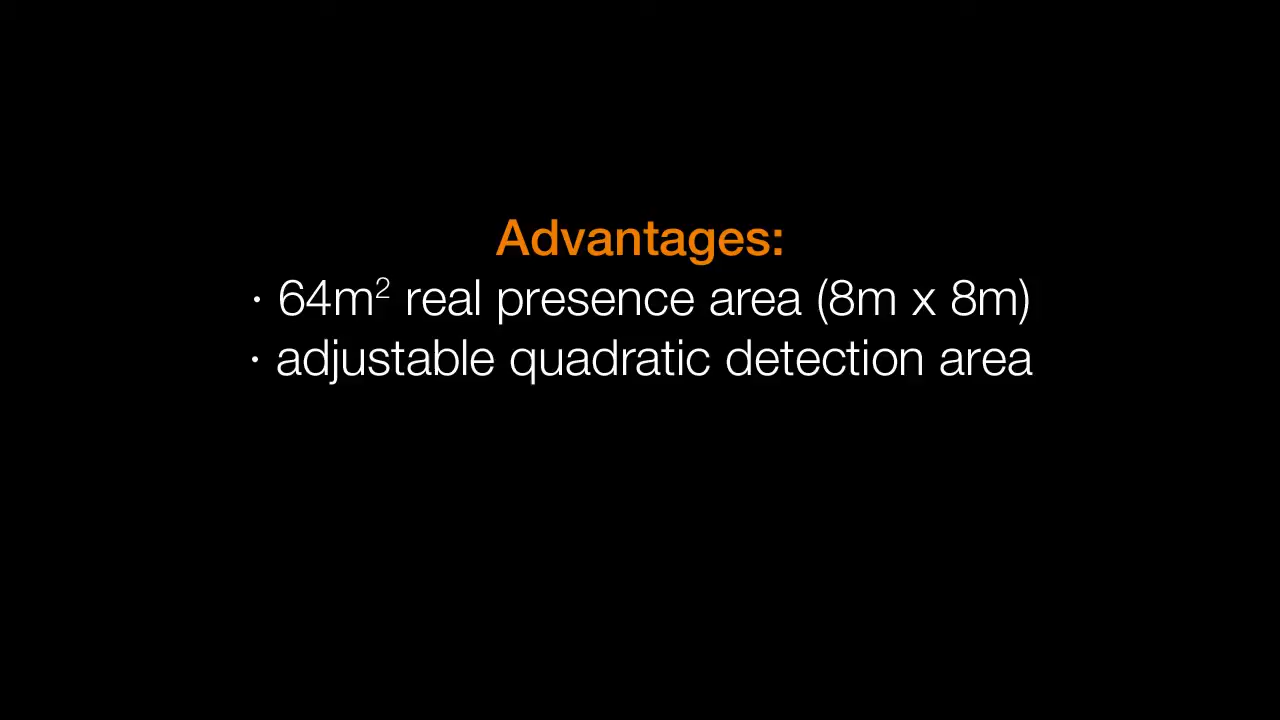 Advantages:
· 64m² real presence area (8m x 8m)
· adjustable quadratic detection area